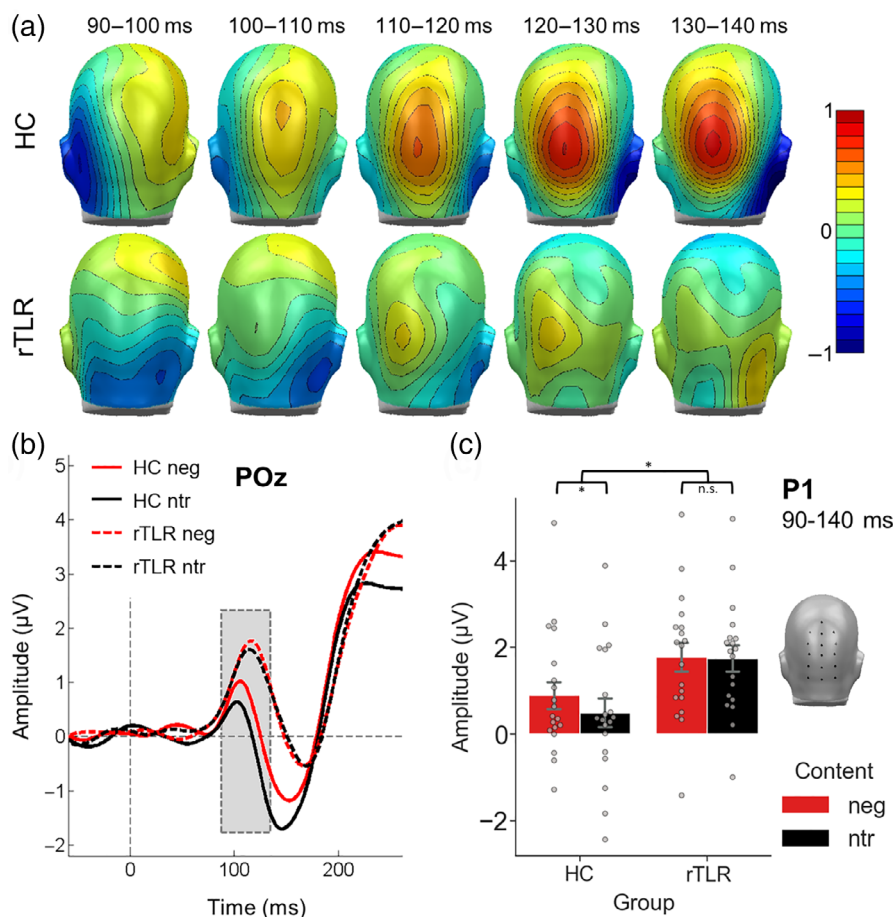 (a)
90–100 ms 100–110 ms 110–120 ms 120–130 ms 130–140 ms
HC
rTLR
1
0
−1
(b)
POz
HC neg
HC ntr
rTLR neg
rTLR ntr
Amplitude (µV)
5
4
3
2
1
0
−1
−2
0 100 200
Time (ms)
(c)
P1
90-140 ms
*
* n.s.
Amplitude (µV)
4
2
0
−2
HC rTLR
Group
Content
neg
ntr